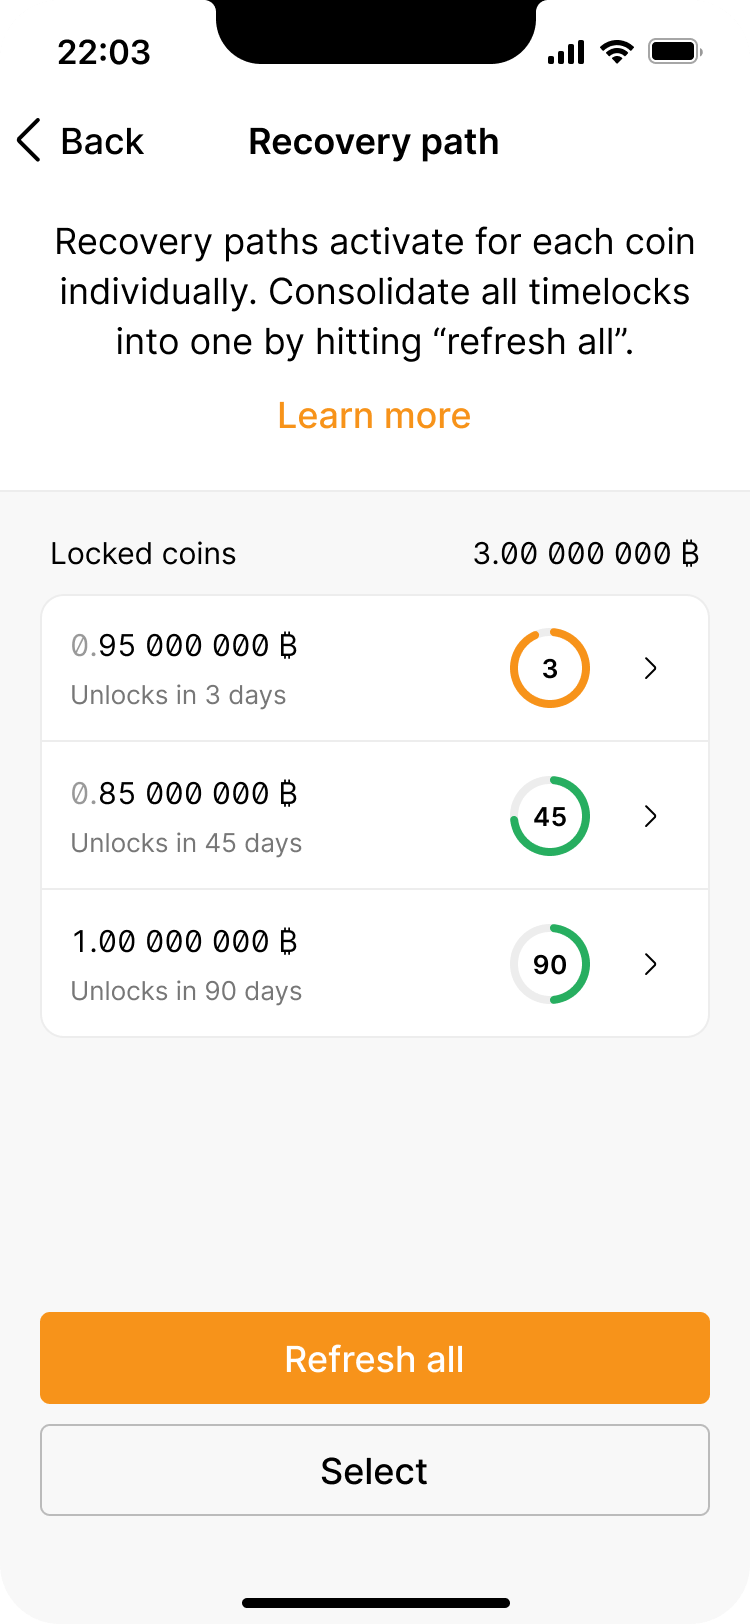 22:03
Back
Recovery path
Recovery paths activate for each coin
individually. Consolidate all timelocks
into one by hitting “refresh all”.
Learn more
Locked coins
3.00 000 000 ₿
0.95 000 000 ₿
Unlocks in 3 days
3
0.85 000 000 ₿
Unlocks in 45 days
45
1.00 000 000 ₿
Unlocks in 90 days
90
Refresh all
Select